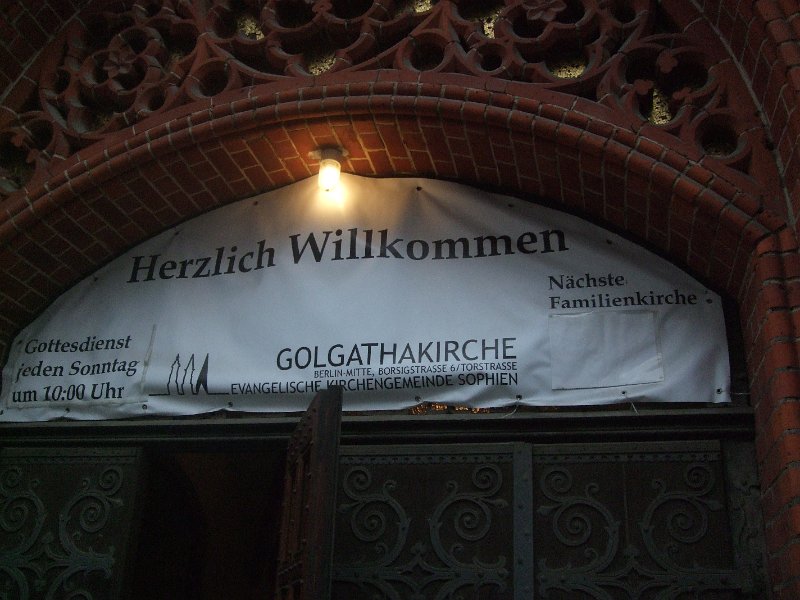 Herzlich Willkommen
Gottesdienst
jeden Sonntag
um 10:00 Uhr
GOLGATHAKIRCHE
BERLIN-MITTE, BORSIGSTRASSE 6/TORSTRASSE
EVANGELISCHE KIRCHENGEMEINDE SOPHIEN
Nächste
Familienkirche